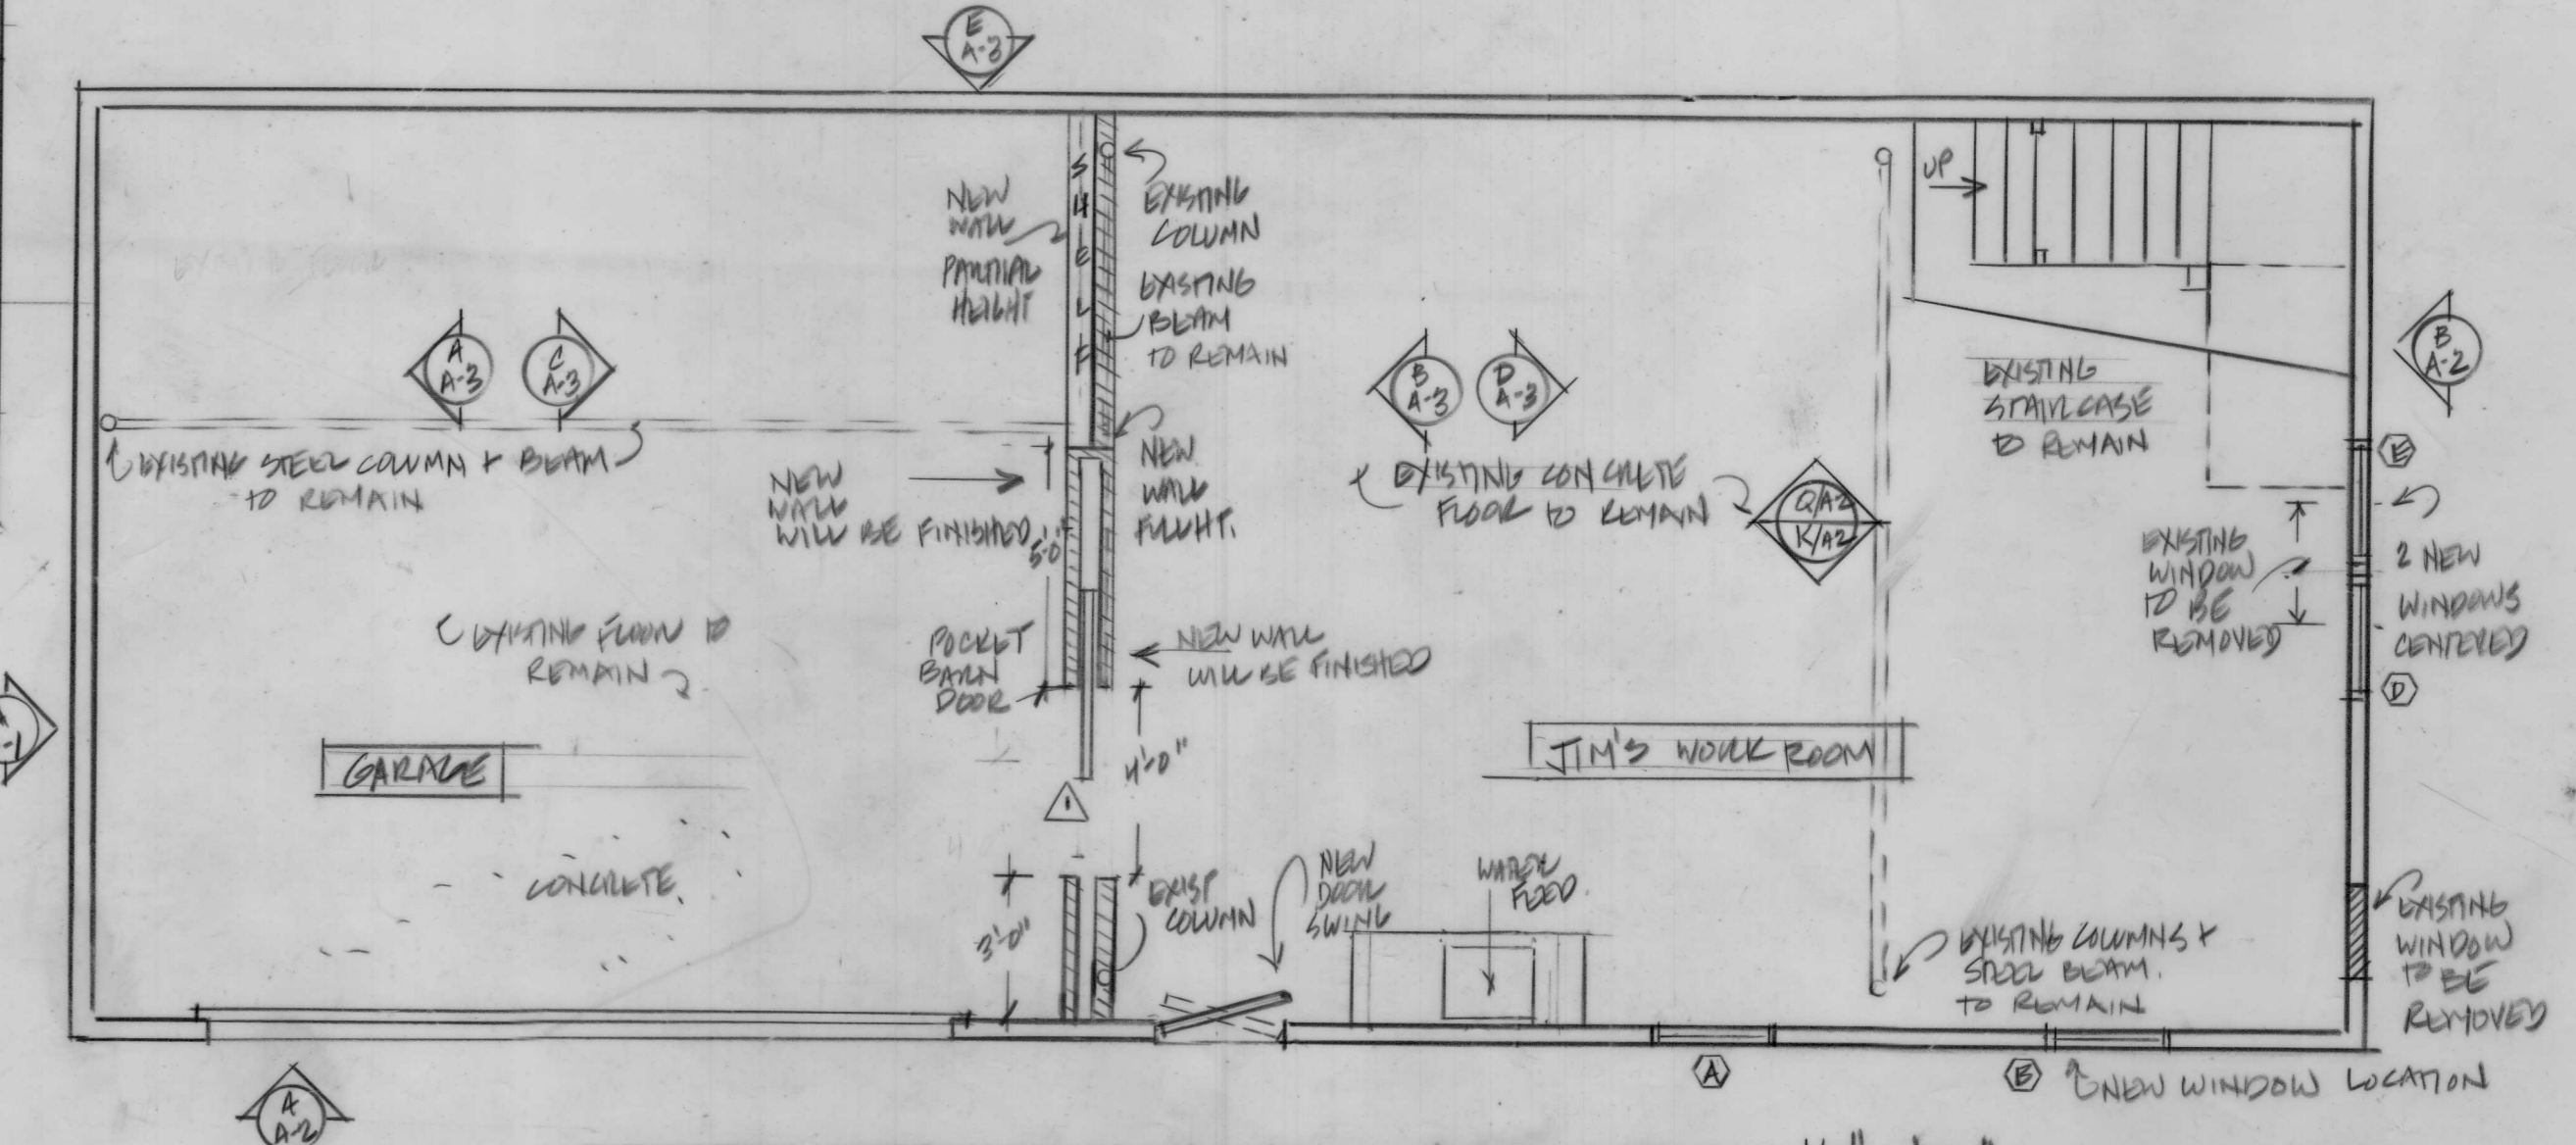 E
A-3
NEW
WALL
PARTIAL
HEIGHT
SHELF
EXISTING
COLUMN
EXISTING
BEAM
TO REMAIN
UP
A
A-3
C
A-3
B
A-3
D
A-3
B
A-2
EXISTING
STAIRCASE
TO REMAIN
EXISTING STEEL COLUMN + BEAM
TO REMAIN
NEW
WALL
WILL BE FINISHED
5'-0"
NEW
WALL
FULL HT.
EXISTING CONCRETE
FLOOR TO REMAIN
Q/A2
K/A2
E
EXISTING
WINDOW
TO BE
REMOVED
2 NEW
WINDOWS
CENTERED
D
EXISTING FLOOR TO
REMAIN
POCKET
BARN
DOOR
NEW WALL
WILL BE FINISHED
4'-0"
GARAGE
JIM'S WORK ROOM
1
CONCRETE.
3'-0"
EXIST
COLUMN
NEW
DOOR
SWING
WATER
FEED.
EXISTING COLUMNS +
STEEL BEAM.
TO REMAIN
EXISTING
WINDOW
TO BE
REMOVED
A
B
NEW WINDOW LOCATION
A
A-2